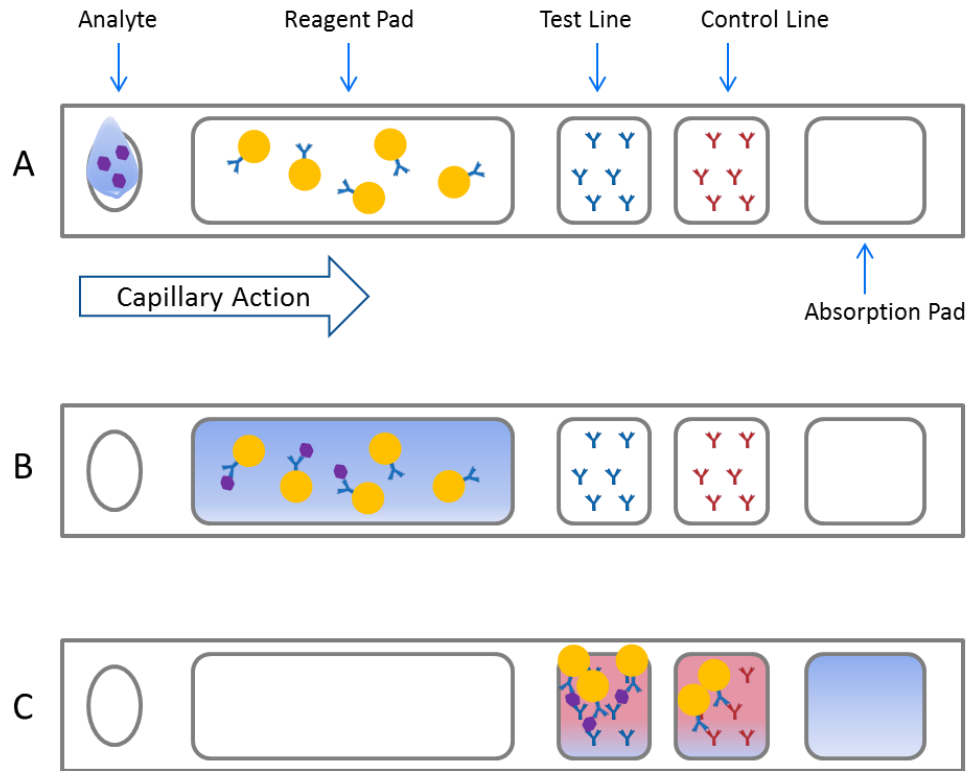 Analyte
Reagent Pad
Test Line
Control Line
A
Capillary Action
Absorption Pad
B
C